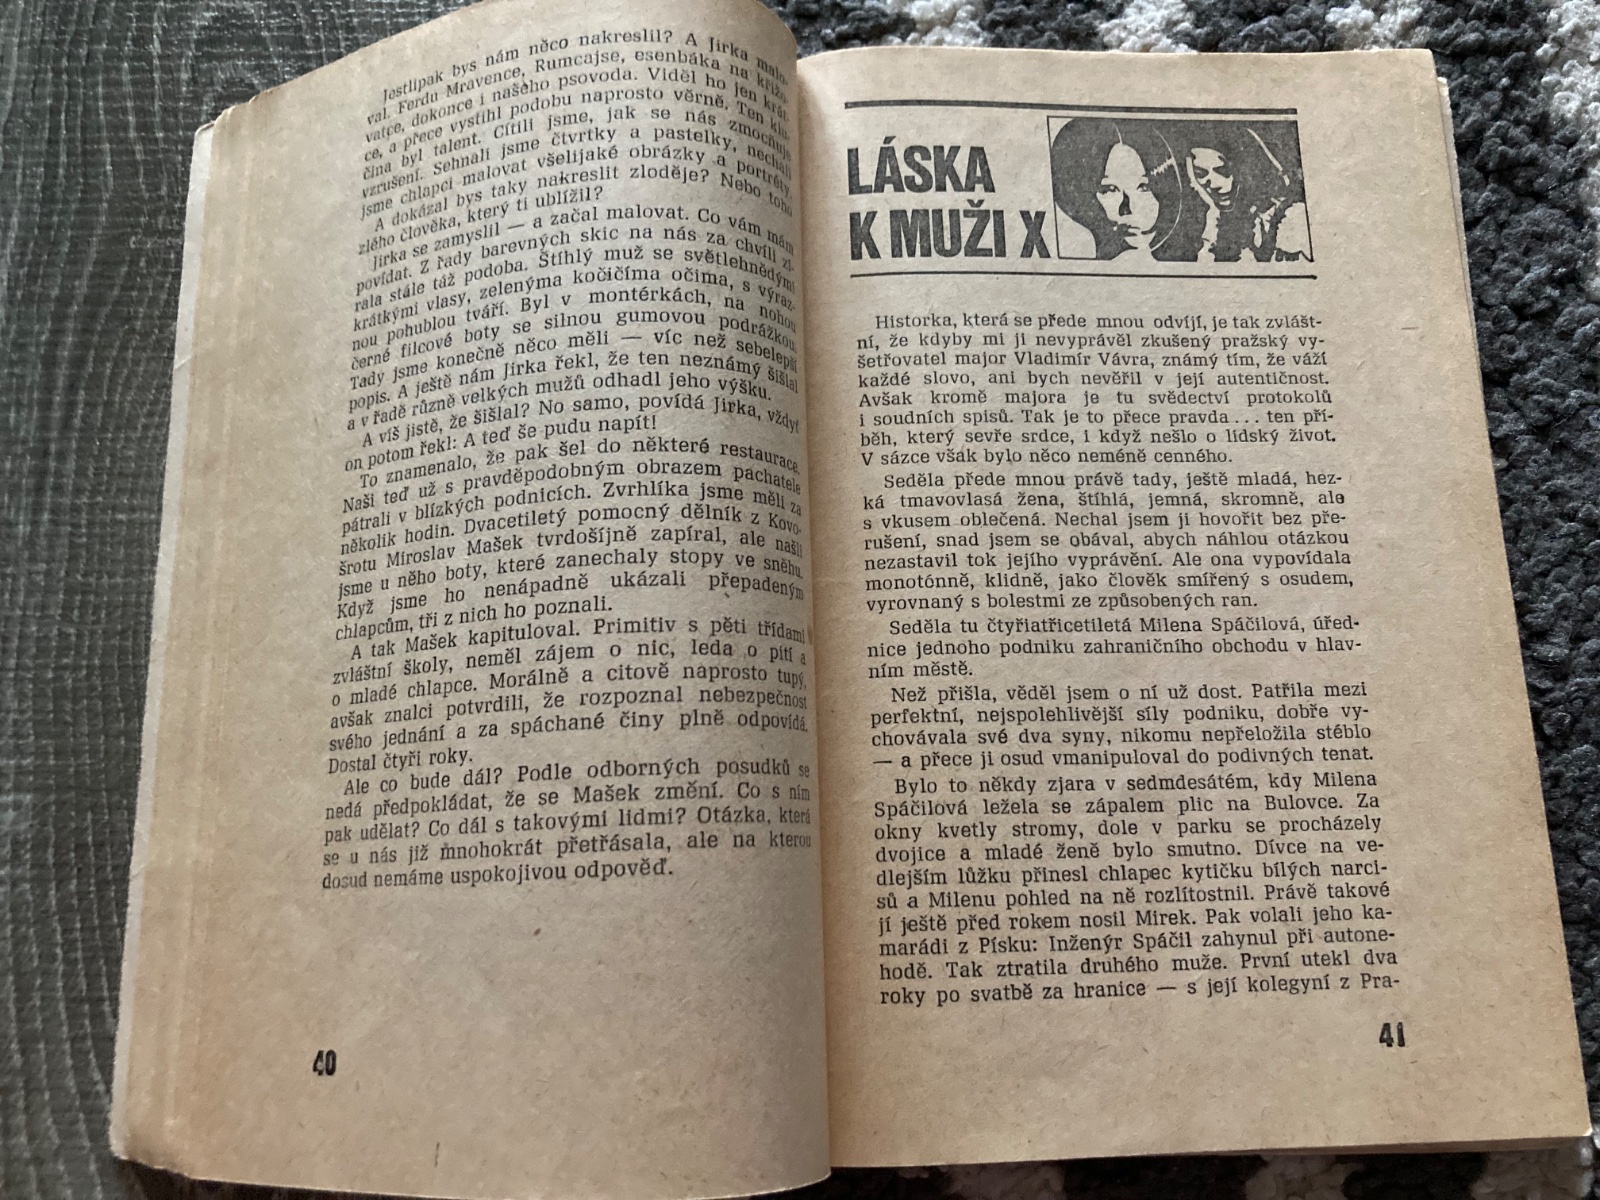 Jestlipak bys nám něco nakreslil? A Jirka malo-
val. Ferdu Mravence, Rumcajse, esenbáka na křižo-
vatce, dokonce i našeho psovoda. Viděl ho jen krát-
ce, a přece vystihl podobu naprosto věrně. Ten klu-
čina byl talent. Cítili jsme, jak se nás zmocňuje
vzrušení. Sehnali jsme čtvrtky a pastelky, nechali
jsme chlapci malovat všelijaké obrázky a portréty.
A dokázal bys taky nakreslit zloděje? Nebo toho
zlého člověka, který ti ublížil?
Jirka se zamyslil — a začal malovat. Co vám mám
povídat. Z řady barevných skic na nás za chvíli zí-
rala stále táž podoba. Štíhlý muž se světlehnědými
krátkými vlasy, zelenýma kočičíma očima, s výraz-
nou pohublou tváří. Byl v montérkách, na nohou
černé filcové boty se silnou gumovou podrážkou.
Tady jsme konečně něco měli — víc než sebelepší
popis. A ještě nám Jirka řekl, že ten neznámý šišlal
a v řadě různě velkých mužů odhadl jeho výšku.
A víš jistě, že šišlal? No samo, povídá Jirka, vždyť
on potom řekl: A teď še pudu napít!
To znamenalo, že pak šel do některé restaurace.
Naši teď už s pravděpodobným obrazem pachatele
pátrali v blízkých podnicích. Zvrhlíka jsme měli za
několik hodin. Dvacetiletý pomocný dělník z Kovo-
šrotu Miroslav Mašek tvrdošíjně zapíral, ale našli
jsme u něho boty, které zanechaly stopy ve sněhu.
Když jsme ho nenápadně ukázali přepadeným
chlapcům, tři z nich ho poznali.
A tak Mašek kapituloval. Primitiv s pěti třídami
zvláštní školy, neměl zájem o nic, leda o pití a
o mladé chlapce. Morálně a citově naprosto tupý,
avšak znalci potvrdili, že rozpoznal nebezpečnost
svého jednání a za spáchané činy plně odpovídá.
Dostal čtyři roky.
Ale co bude dál? Podle odborných posudků se
nedá předpokládat, že se Mašek změní. Co s ním
pak udělat? Co dál s takovými lidmi? Otázka, která
se u nás již mnohokrát přetřásala, ale na kterou
dosud nemáme uspokojivou odpověď.
40
LÁSKA
K MUŽI X
Historka, která se přede mnou odvíjí, je tak zvlášt-
ní, že kdyby mi ji nevyprávěl zkušený pražský vy-
šetřovatel major Vladimír Vávra, známý tím, že váží
každé slovo, ani bych nevěřil v její autentičnost.
Avšak kromě majora je tu svědectví protokolů
i soudních spisů. Tak je to přece pravda... ten pří-
běh, který sevře srdce, i když nešlo o lidský život.
V sázce však bylo něco neméně cenného.
Seděla přede mnou právě tady, ještě mladá, hez-
ká tmavovlasá žena, štíhlá, jemná, skromně, ale
s vkusem oblečená. Nechal jsem ji hovořit bez pře-
rušení, snad jsem se obával, abych náhlou otázkou
nezastavil tok jejího vyprávění. Ale ona vypovídala
monotónně, klidně, jako člověk smířený s osudem,
vyrovnaný s bolestmi ze způsobených ran.
Seděla tu čtyřiatřicetiletá Milena Spáčilová, úřed-
nice jednoho podniku zahraničního obchodu v hlav-
ním městě.
Než přišla, věděl jsem o ní už dost. Patřila mezi
perfektní, nejspolehlivější síly podniku, dobře vy-
chovávala své dva syny, nikomu nepřeložila stéblo
— a přece ji osud vmanipuloval do podivných tenat.
Bylo to někdy zjara v sedmdesátém, kdy Milena
Spáčilová ležela se zápalem plic na Bulovce. Za
okny kvetly stromy, dole v parku se procházely
dvojice a mladé ženě bylo smutno. Dívce na ve-
dlejším lůžku přinesl chlapec kytičku bílých narci-
sů a Milenu pohled na ně rozlítostnil. Právě takové
jí ještě před rokem nosil Mirek. Pak volali jeho ka-
marádi z Písku: Inženýr Spáčil zahynul při autone-
hodě. Tak ztratila druhého muže. První utekl dva
roky po svatbě za hranice — s její kolegyní z Pra-
41